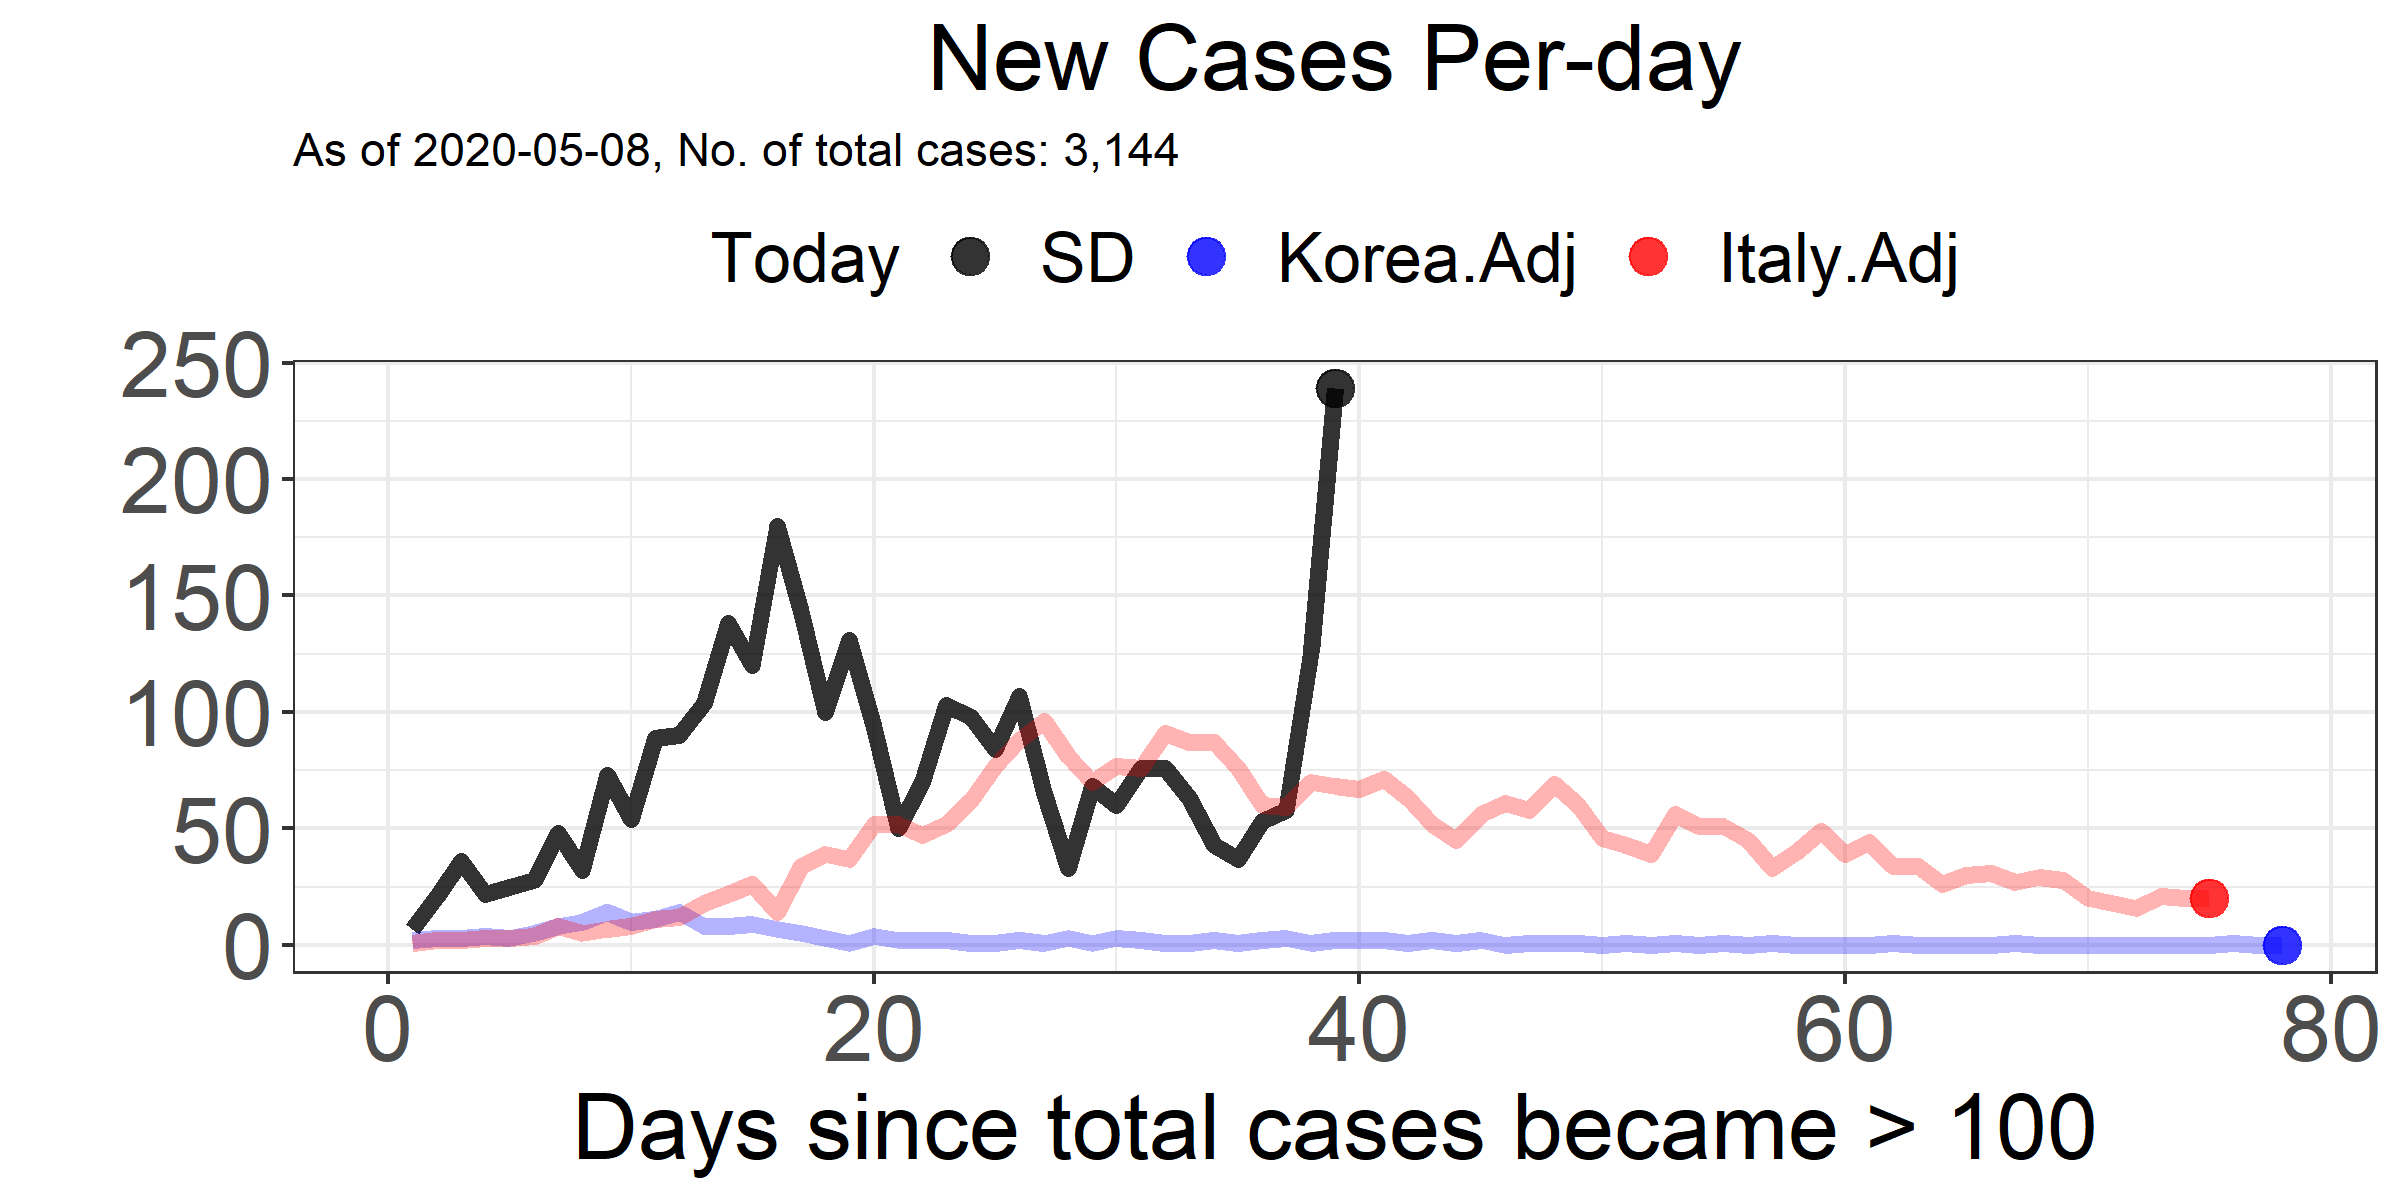 New Cases Per-day
As of 2020-05-08, No. of total cases: 3,144
Today SD Korea.Adj Italy.Adj
250
200
150
100
50
0
0 20 40 60 80
Days since total cases became > 100